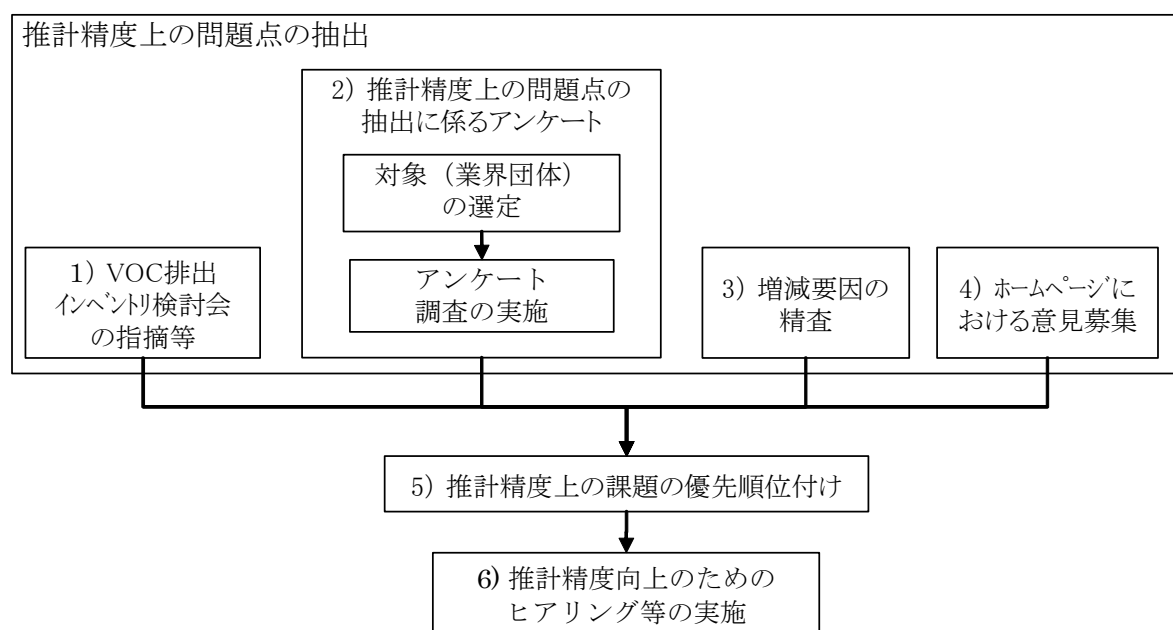 推計精度上の問題点の抽出
2) 推計精度上の問題点の
抽出に係るアンケート
対象（業界団体）
の選定
アンケート
調査の実施
1) VOC排出
ｲﾝﾍﾞﾝﾄﾘ検討会
の指摘等
3) 増減要因の
精査
4) ﾎｰﾑﾍﾟｰｼﾞに
おける意見募集
5) 推計精度上の課題の優先順位付け
6) 推計精度向上のための
ヒアリング等の実施